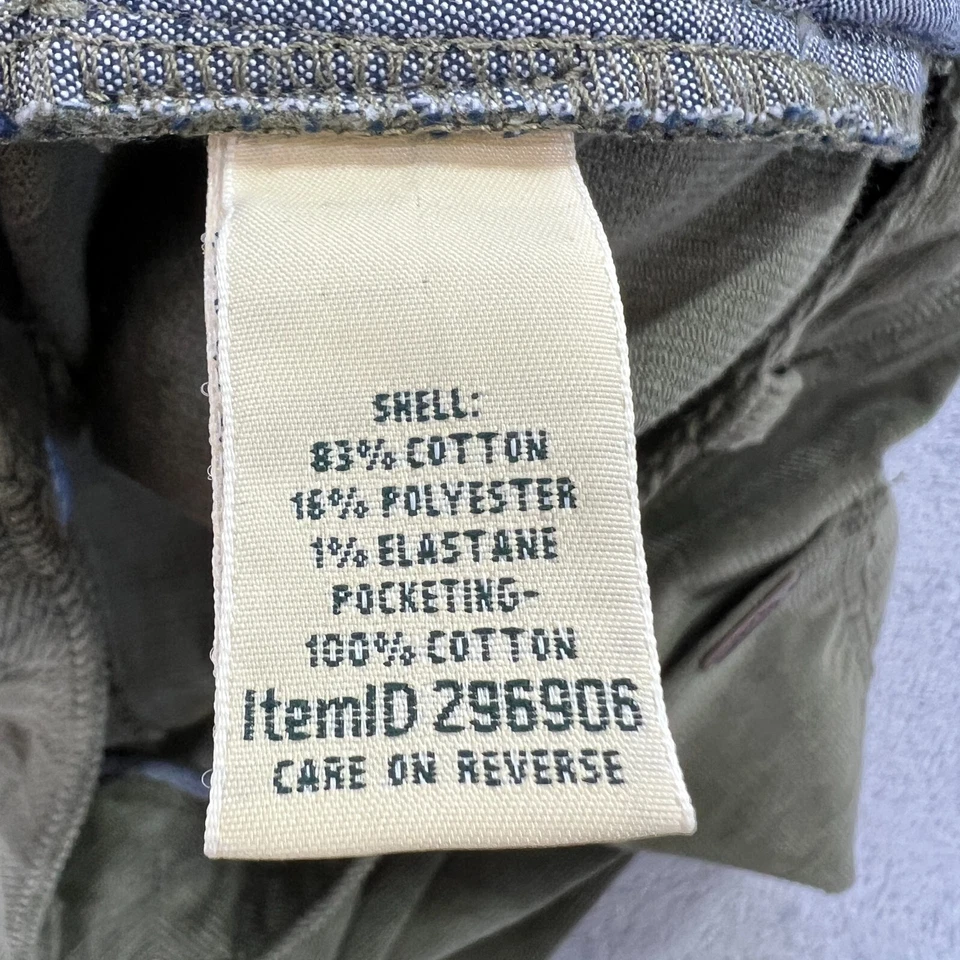 SHELL:
83% COTTON
16% POLYESTER
1% ELASTANE
POCKETING-
100% COTTON
ItemID 296906
CARE ON REVERSE